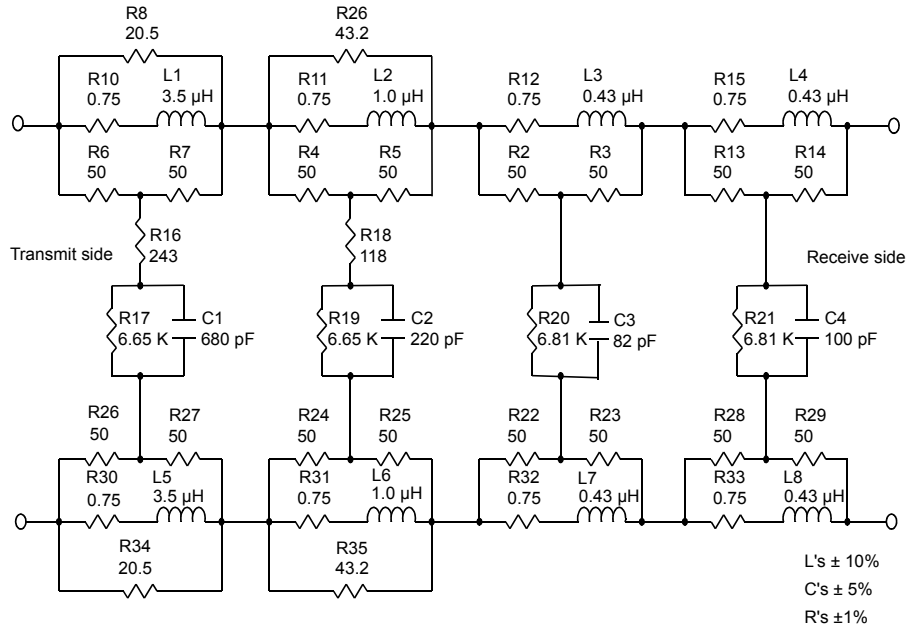 R8
20.5
R26
43.2
R10
0.75
L1
3.5 µH
R11
0.75
L2
1.0 µH
R12
0.75
L3
0.43 µH
R15
0.75
L4
0.43 µH
R6
50
R7
50
R4
50
R5
50
R2
50
R3
50
R13
50
R14
50
Transmit side
R16
243
R18
118
Receive side
R17
6.65 K
C1
680 pF
R19
6.65 K
C2
220 pF
R20
6.81 K
C3
82 pF
R21
6.81 K
C4
100 pF
R26
50
R27
50
R24
50
R25
50
R22
50
R23
50
R28
50
R29
50
R30
0.75
L5
3.5 µH
R31
0.75
L6
1.0 µH
R32
0.75
L7
0.43 µH
R33
0.75
L8
0.43 µH
R34
20.5
R35
43.2
L's ± 10%
C's ± 5%
R's ±1%